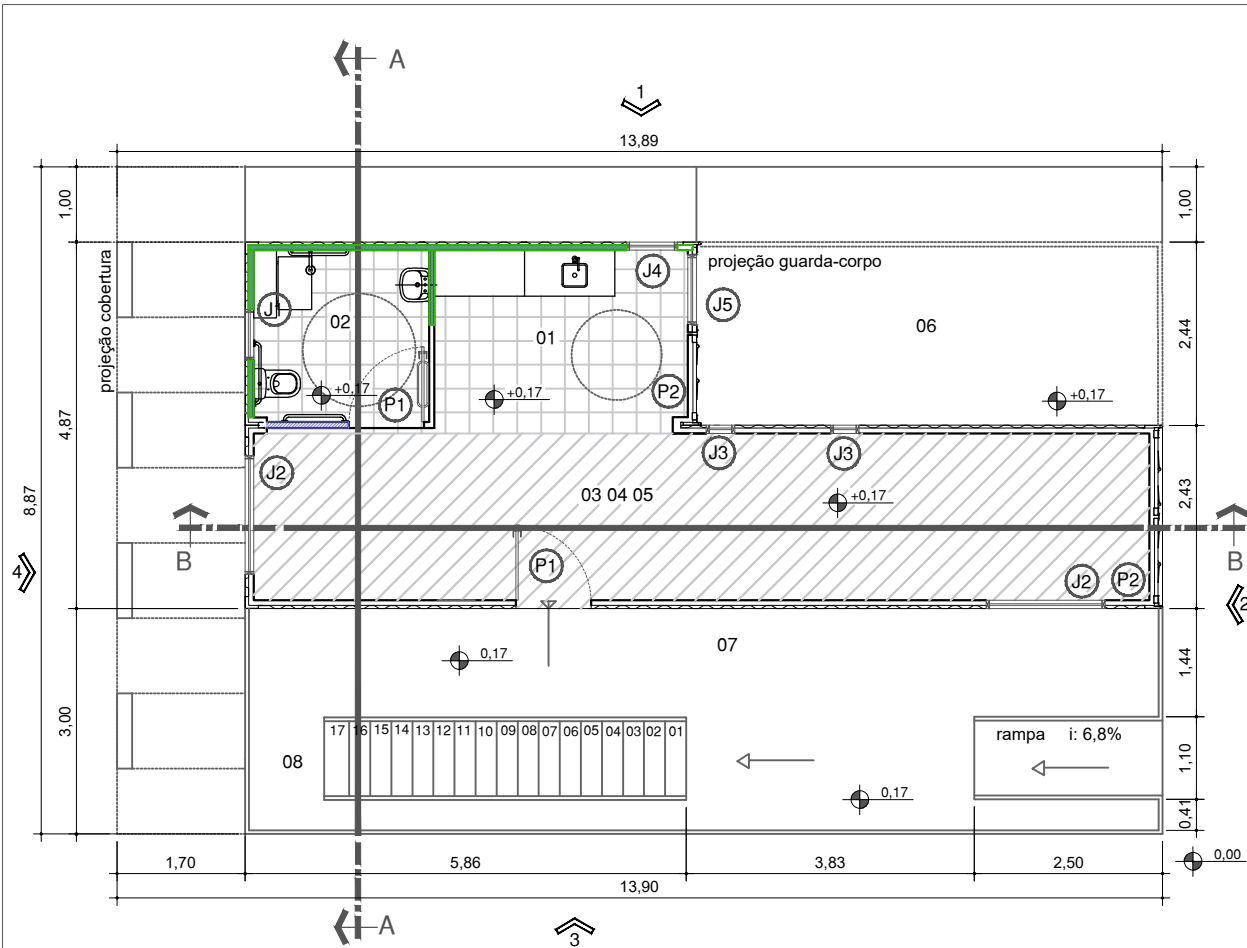 A
1
13,89
1,00
1,00
projeção cobertura
projeção guarda-corpo
J4
J5
J1
02
01
06
2,44
+0,17
P1
+0,17
P2
+0,17
4,87
8,87
J2
J3
J3
03 04 05
+0,17
2,43
B
B
4
P1
J2
P2
2
07
0,17
1,44
3,00
17 16 15 14 13 12 11 10 09 08 07 06 05 04 03 02 01
rampa i: 6,8%
08
1,10
0,17
0,41
1,70
5,86
3,83
2,50
0,00
13,90
A
3